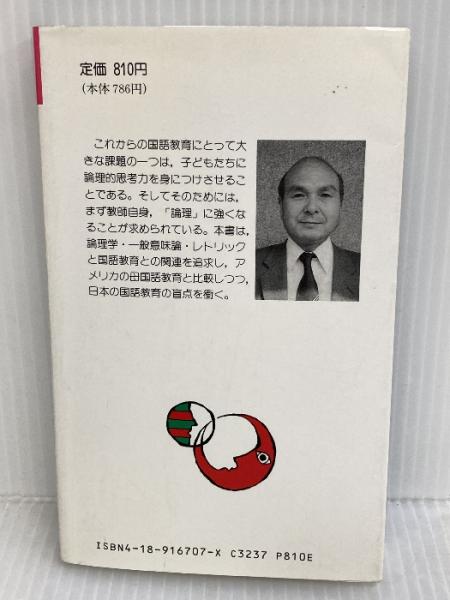 定価 810円
(本体 786円)
これからの国語教育にとって大
きな課題の一つは，子どもたちに
論理的思考力を身につけさせるこ
とである。そしてそのためには，
まず教師自身，「論理」に強くな
ることが求められている。本書は，
論理学・一般意味論・レトリック
と国語教育との関連を追求し，ア
メリカの母国語教育と比較しつつ，
日本の国語教育の盲点を衝く。
ISBN4-18-916707-X C3237 P810E